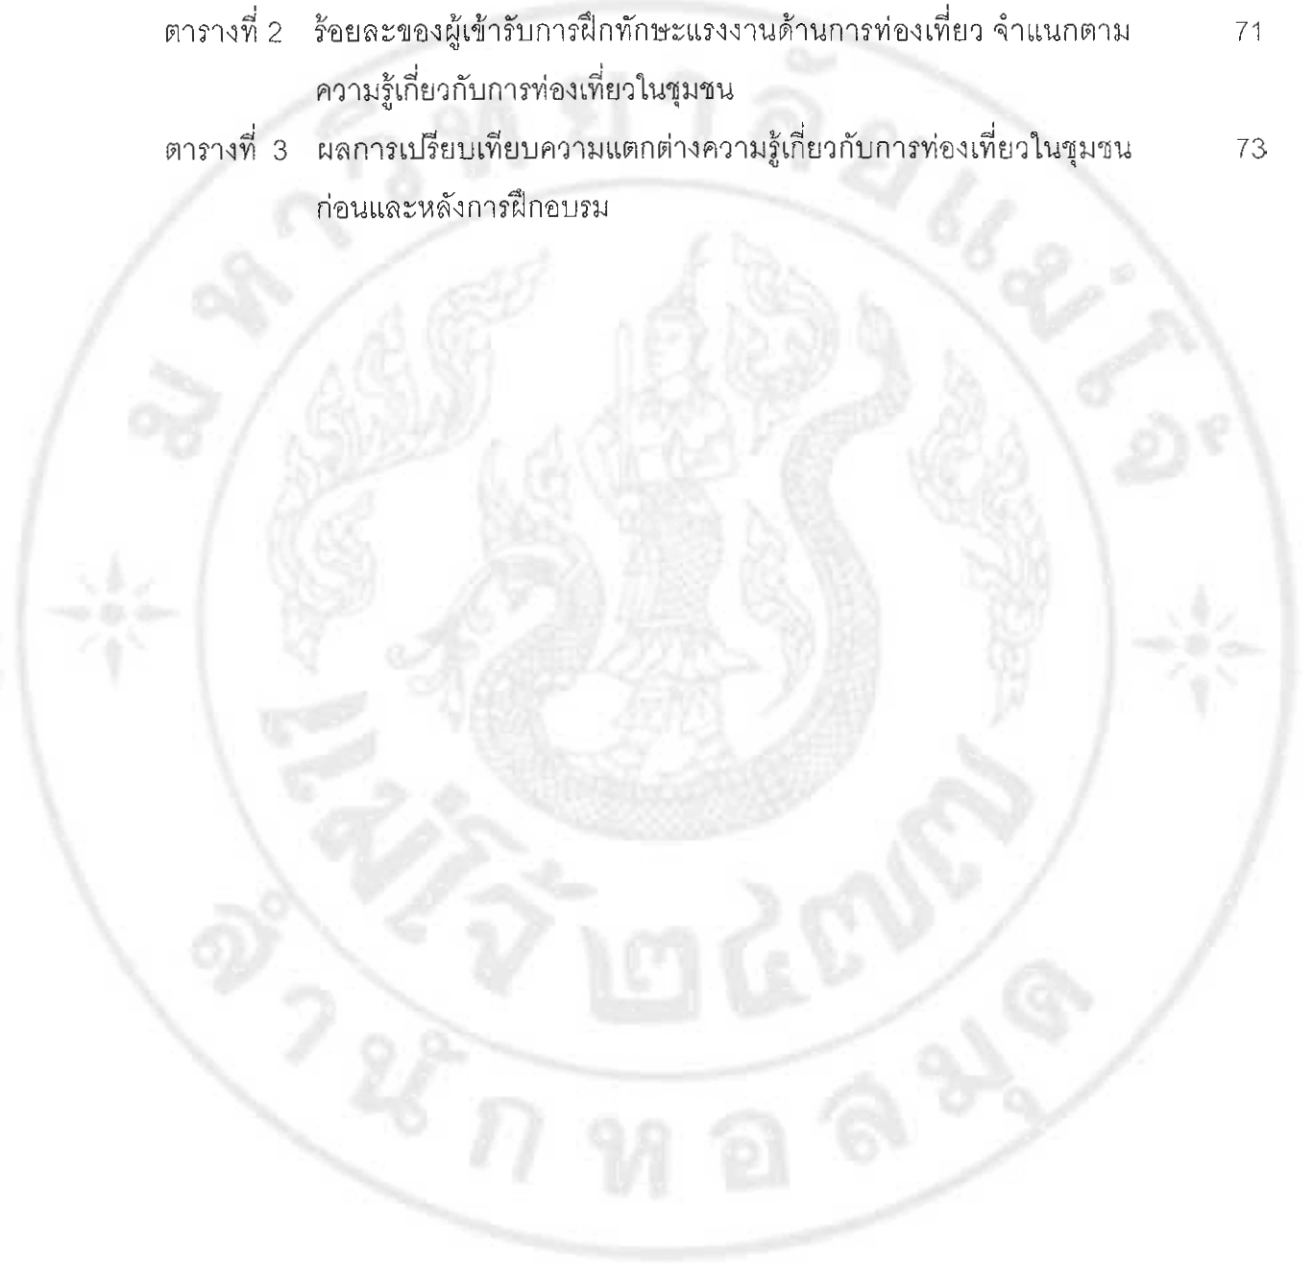 ตารางที่ 2 ร้อยละของผู้เข้ารับการฝึกทักษะแรงงานด้านการท่องเที่ยว จำแนกตาม 71
ความรู้เกี่ยวกับการท่องเที่ยวในชุมชน
ตารางที่ 3 ผลการเปรียบเทียบความแตกต่างความรู้เกี่ยวกับการท่องเที่ยวในชุมชน 73
ก่อนและหลังการฝึกอบรม
มหาวิทยาลัยแม่โจ้
แม่โจ้ ๒๔๗๗
สำนักหอสมุด